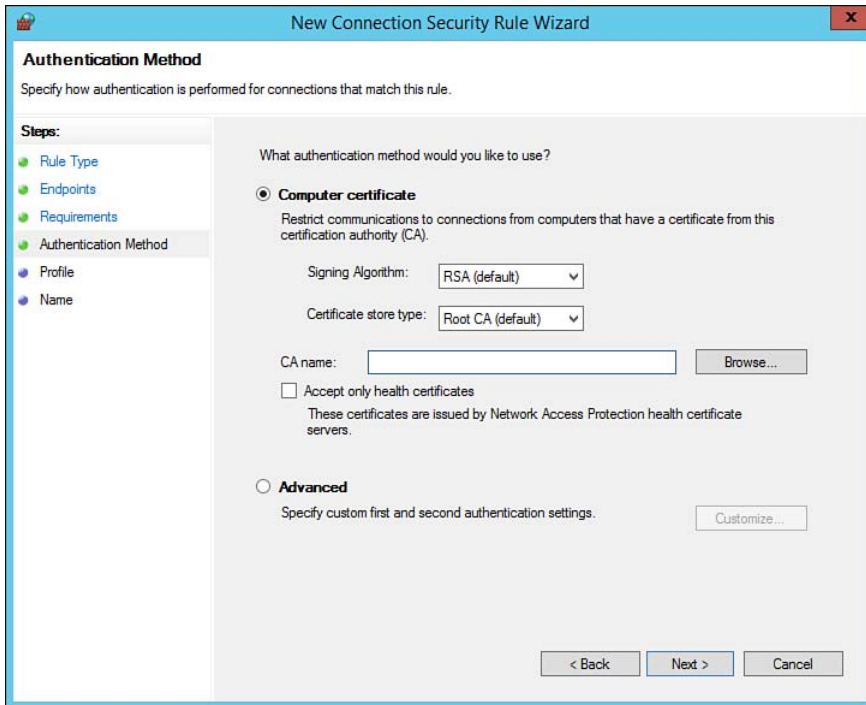 New Connection Security Rule Wizard
x
Authentication Method
Specify how authentication is performed for connections that match this rule.
Steps:
Rule Type
Endpoints
Requirements
Authentication Method
Profile
Name
What authentication method would you like to use?
Computer certificate
Restrict communications to connections from computers that have a certificate from this
certification authority (CA).
Signing Algorithm: RSA (default)
Certificate store type: Root CA (default)
CA name: Browse...
Accept only health certificates
These certificates are issued by Network Access Protection health certificate
servers.
Advanced
Specify custom first and second authentication settings. Customize...
< Back Next > Cancel